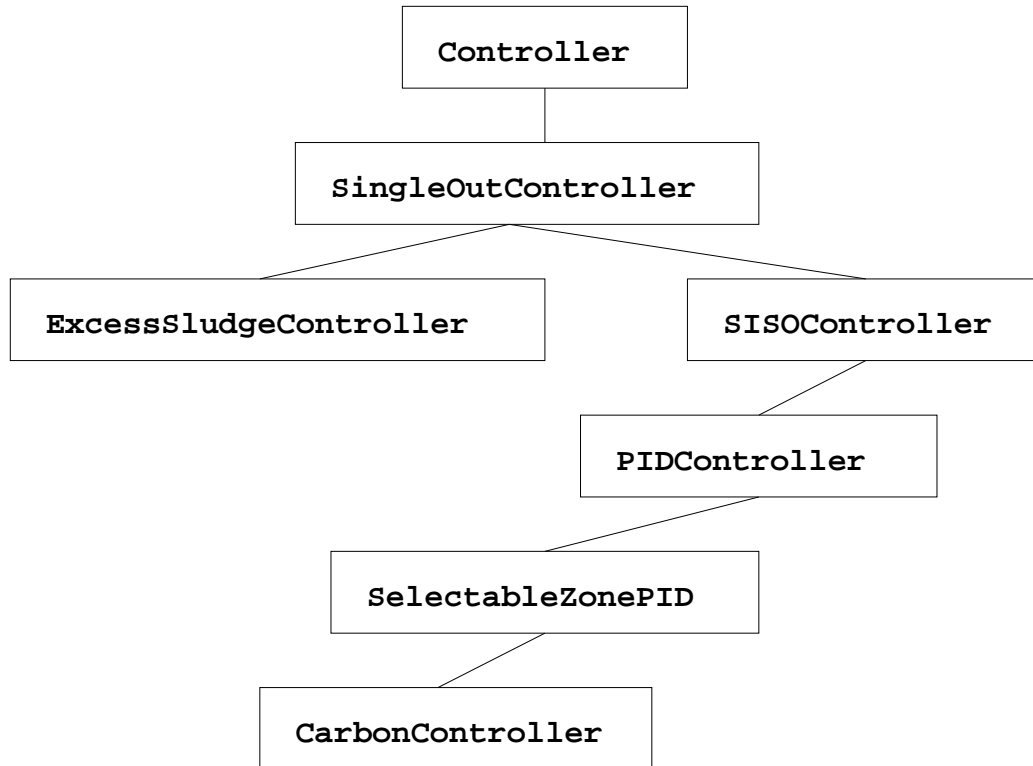 Controller
SingleOutController
ExcessSludgeController
SISOController
PIDController
SelectableZonePID
CarbonController